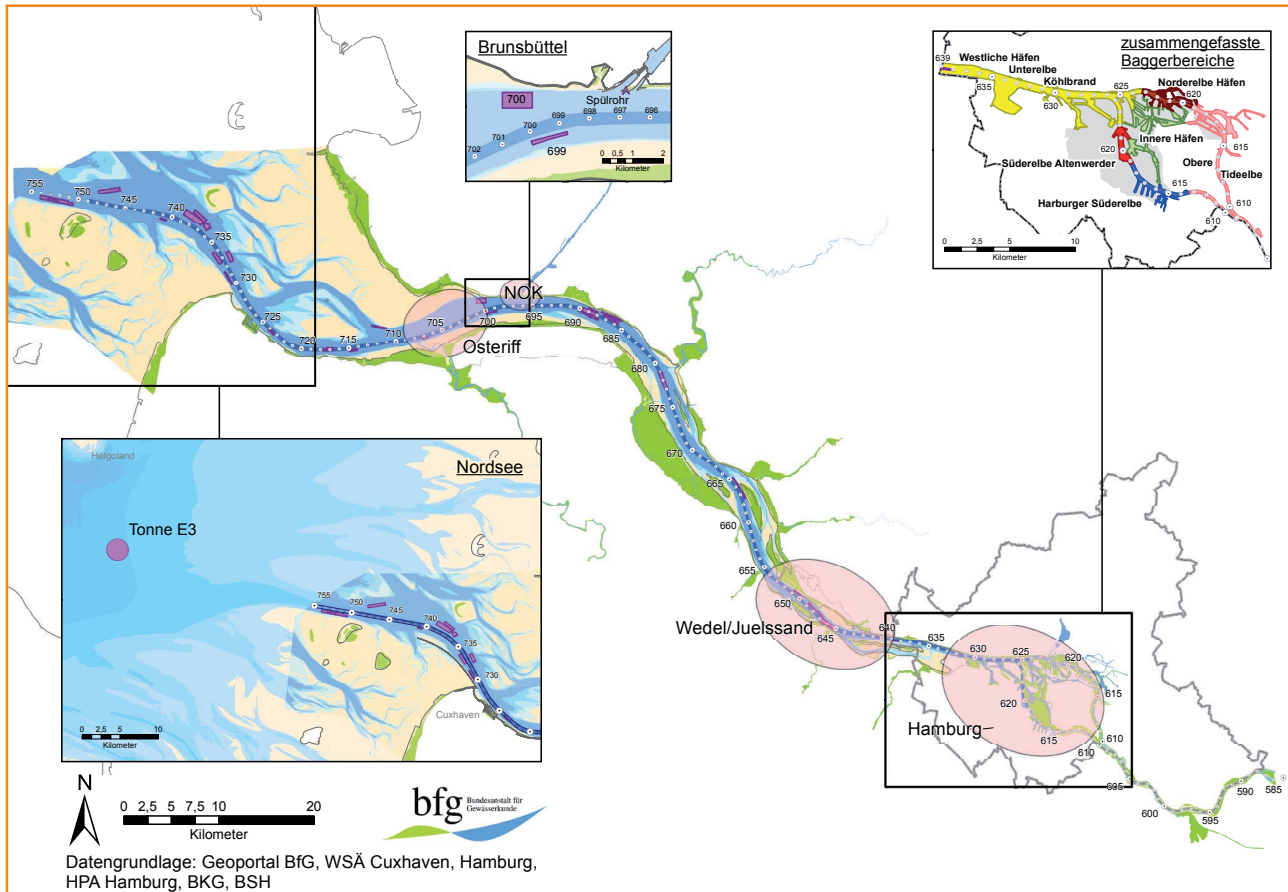 Brunsbüttel
Spülrohr
700
702
701
700
699
698
697
696
699
0 0,5 1 2
Kilometer
zusammengefasste
Baggerbereiche
639
Westliche Häfen
Unterelbe
Köhlbrand
625
Norderelbe Häfen
620
635
630
Innere Häfen
620
615
Süderelbe Altenwerder
Obere
Tideelbe
615
Harburger Süderelbe
610
610
0 2,5 5 10
Kilometer
755
750
745
740
735
730
725
720
715
710
705
700
NOK
695
690
685
Osteriff
680
675
670
665
660
655
650
645
640
Wedel/Juelssand
635
630
625
620
620
615
615
Hamburg
610
610
605
600
595
590
585
Helgoland
Nordsee
Tonne E3
755
750
745
740
735
730
Cuxhaven
0 2,5 5 10
Kilometer
N
0 2,5 5 7,5 10 20
Kilometer
bfg Bundesanstalt für
Gewässerkunde
Datengrundlage: Geoportal BfG, WSÄ Cuxhaven, Hamburg,
HPA Hamburg, BKG, BSH